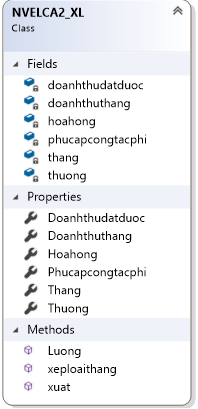 NVELCA2_XL
Class
Fields
doanhthudatduoc
doanhthuthang
hoahong
phucapcongtacphi
thang
thuong
Properties
Doanhthudatduoc
Doanhthuthang
Hoahong
Phucapcongtacphi
Thang
Thuong
Methods
Luong
xeploaithang
xuat